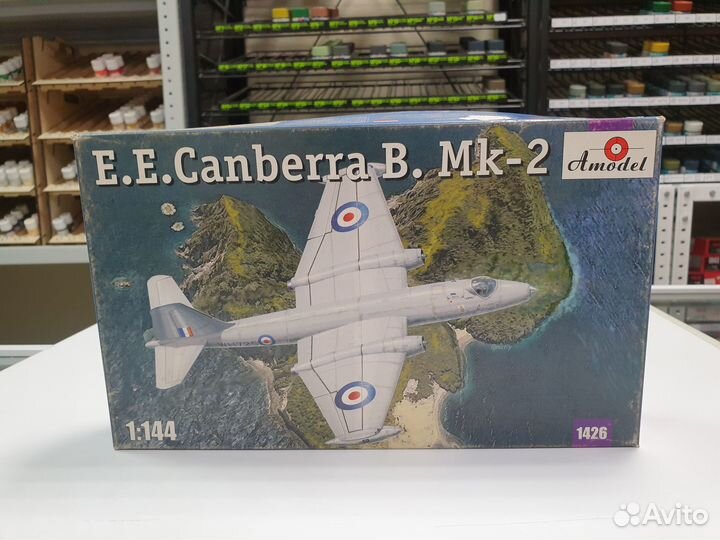 E.E.Canberra B. Mk-2
Amodel
1:144
1426
Avito